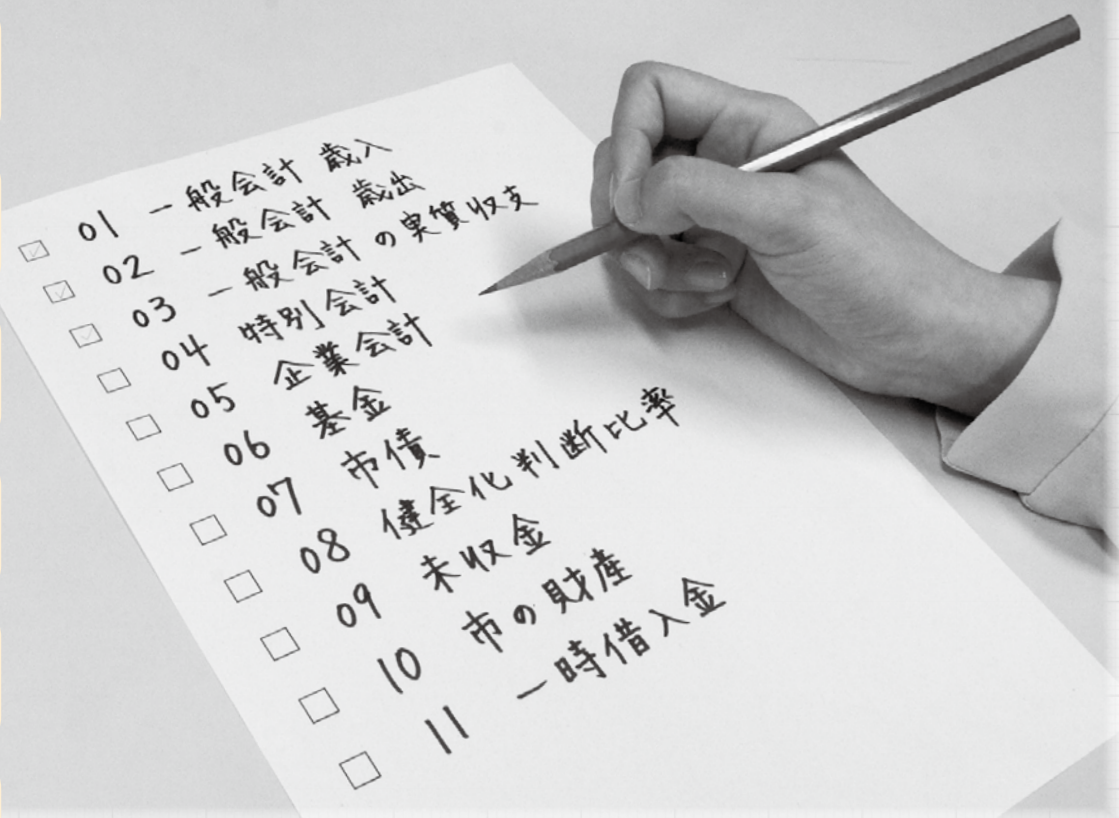 01 一般会計 歳入
02 一般会計 歳出
03 一般会計の実質収支
04 特別会計
05 企業会計
06 基金
07 市債
08 健全化判断比率
09 未収金
10 市の財産
11 一時借入金